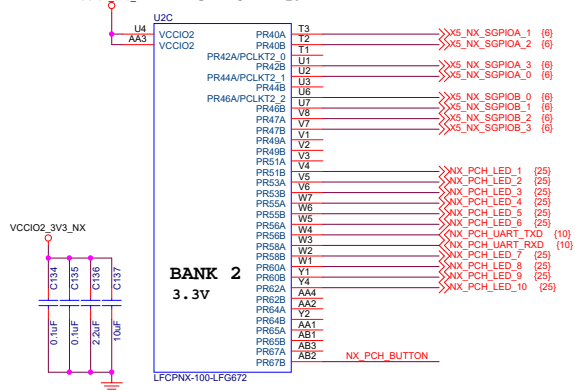 U2C
U4 VCCIO2 PR40A T3 X5_NX_SGPIOA_1 {6}
AA3 VCCIO2 PR40B T2 X5_NX_SGPIOA_2 {6}
PR42A/PCLKT2_0 T1
PR42B U1 X5_NX_SGPIOA_3 {6}
PR44A/PCLKT2_1 U2 X5_NX_SGPIOA_0 {6}
PR44B U3
PR46A/PCLKT2_2 U6 X5_NX_SGPIOB_0 {6}
PR46B U7 X5_NX_SGPIOB_1 {6}
PR47A V8 X5_NX_SGPIOB_2 {6}
PR47B V7 X5_NX_SGPIOB_3 {6}
PR49A V1
PR49B V2
PR51A V3
PR51B V4 NX_PCH_LED_1 {25}
PR53A V5 NX_PCH_LED_2 {25}
PR53B V6 NX_PCH_LED_3 {25}
PR55A W7 NX_PCH_LED_4 {25}
PR55B W6 NX_PCH_LED_5 {25}
PR56A W5 NX_PCH_LED_6 {25}
PR56B W4 NX_PCH_UART_TXD {10}
PR58A W3 NX_PCH_UART_RXD {10}
PR58B W2 NX_PCH_LED_7 {25}
PR60A W1 NX_PCH_LED_8 {25}
PR60B Y1 NX_PCH_LED_9 {25}
PR62A Y4 NX_PCH_LED_10 {25}
PR62B AA4
PR64A AA2
PR64B Y2
PR65A AA1
PR65B AB1
PR67A AB3
PR67B AB2 NX_PCH_BUTTON
VCCIO2_3V3_NX
C134 C135 C136 C137
0.1uF 0.1uF 2.2uF 10uF
BANK 2
3.3V
LFCPNX-100-LFG672